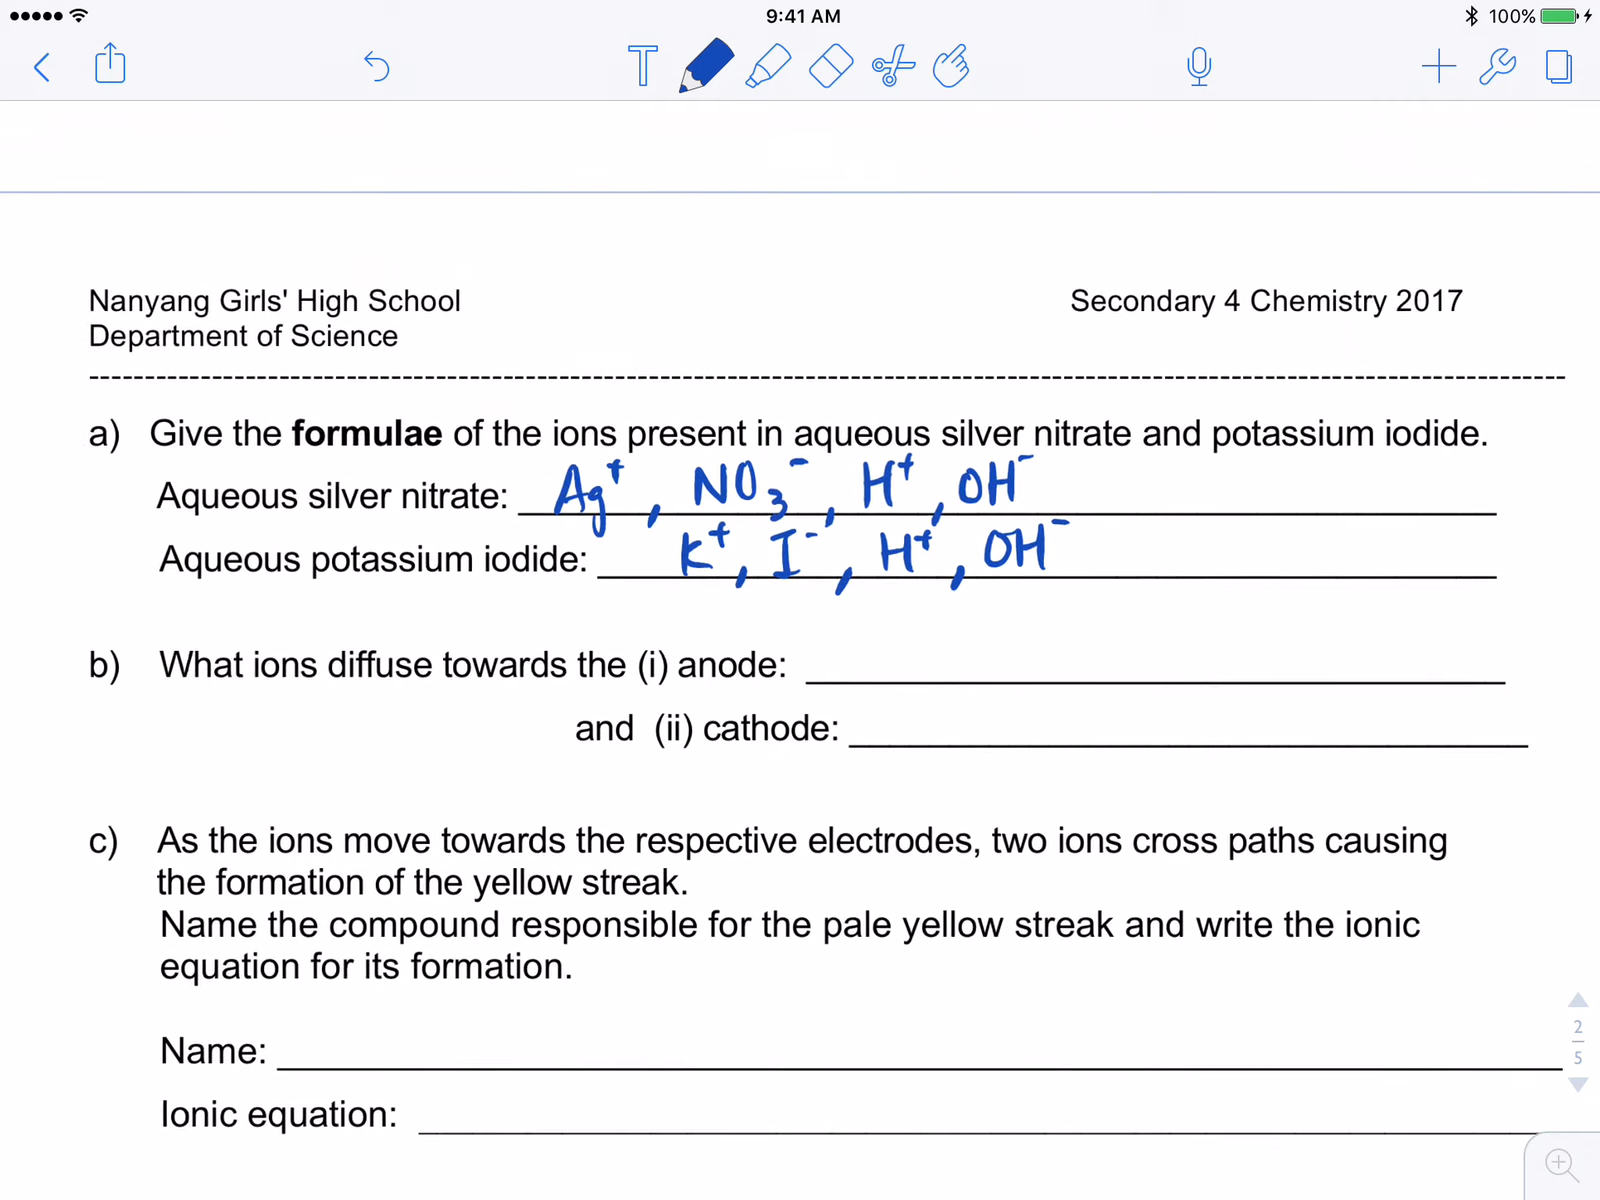 9:41 AM
100%
T
Nanyang Girls' High School
Secondary 4 Chemistry 2017
Department of Science
a) Give the formulae of the ions present in aqueous silver nitrate and potassium iodide.
Aqueous silver nitrate: Ag⁺, NO₃⁻, H⁺, OH⁻
Aqueous potassium iodide: K⁺, I⁻, H⁺, OH⁻
b) What ions diffuse towards the (i) anode:
and (ii) cathode:
c) As the ions move towards the respective electrodes, two ions cross paths causing
the formation of the yellow streak.
Name the compound responsible for the pale yellow streak and write the ionic
equation for its formation.
2
5
Name:
Ionic equation: